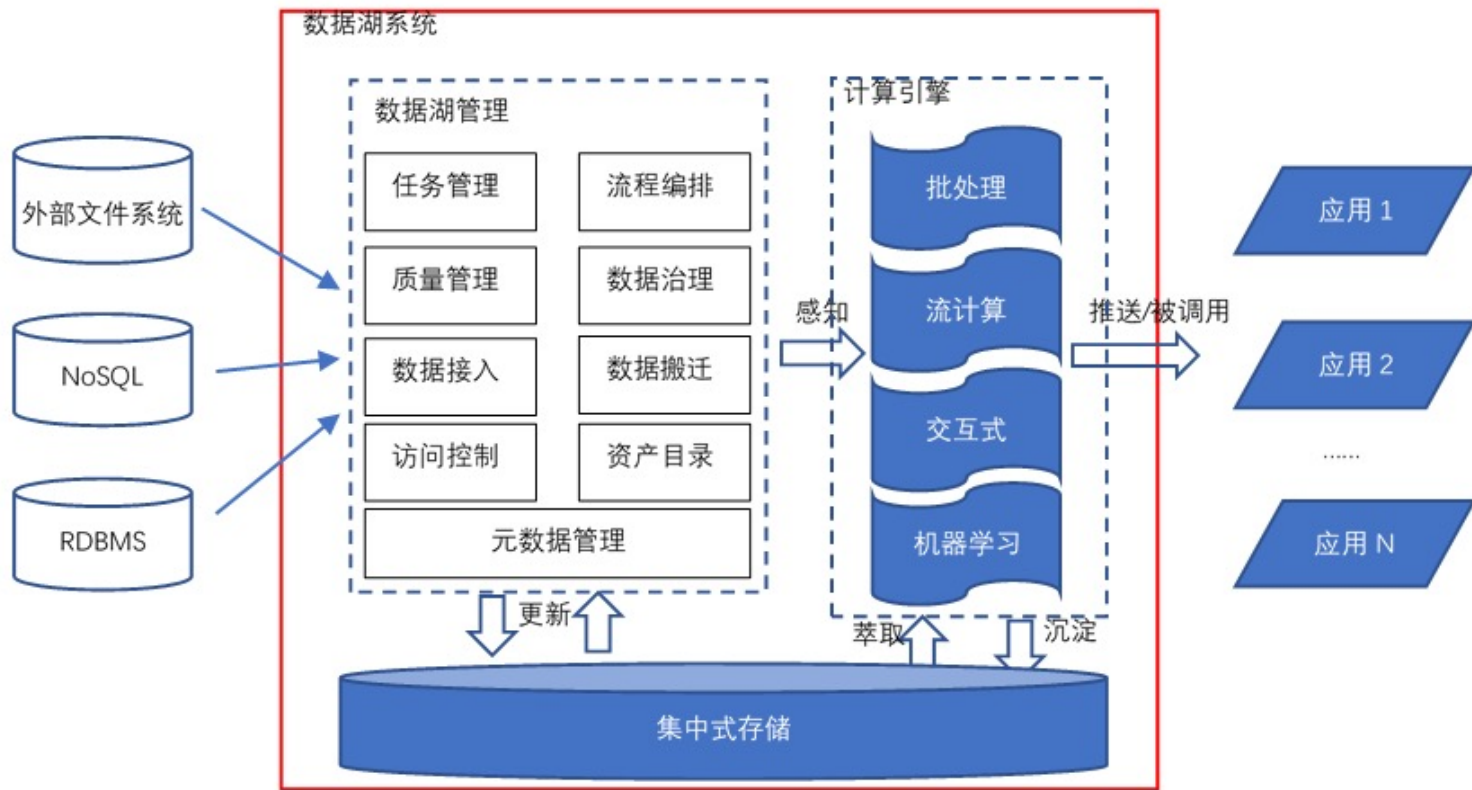 数据湖系统
外部文件系统
NoSQL
RDBMS
数据湖管理
任务管理
流程编排
质量管理
数据治理
数据接入
数据搬迁
访问控制
资产目录
元数据管理
更新
感知
计算引擎
批处理
流计算
交互式
机器学习
萃取
沉淀
集中式存储
推送/被调用
应用 1
应用 2
……
应用 N